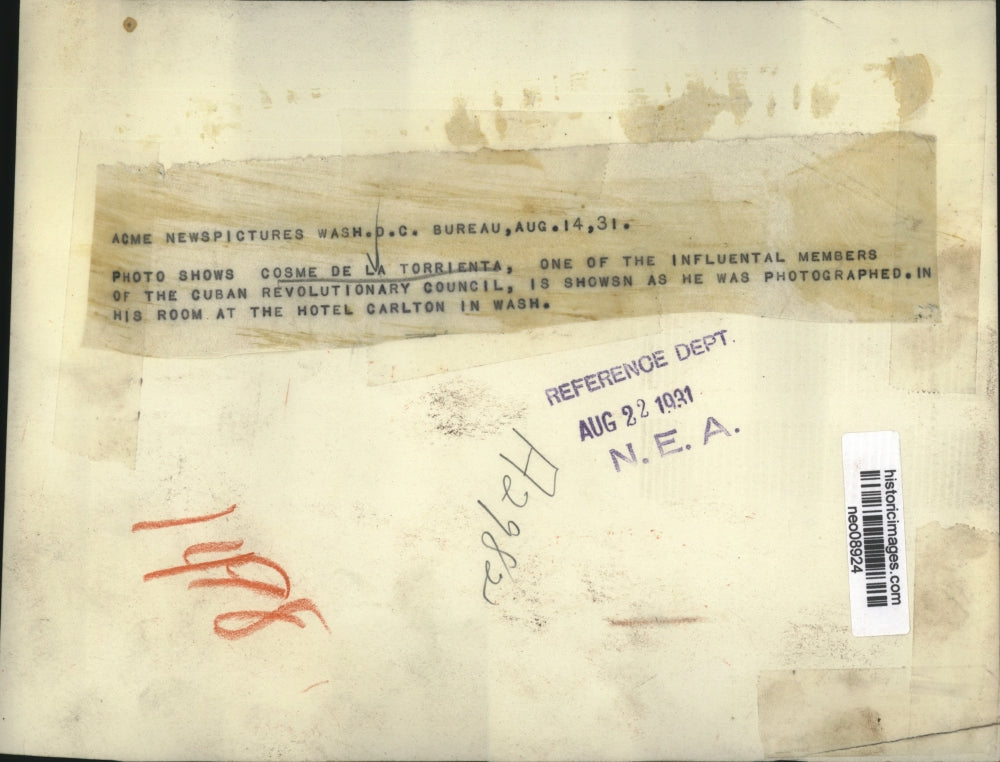 ACME NEWSPICTURES WASH.D.C. BUREAU,AUG.14,31.
PHOTO SHOWS COSME DE LA TORRIENTA, ONE OF THE INFLUENTAL MEMBERS
OF THE CUBAN REVOLUTIONARY COUNCIL, IS SHOWSN AS HE WAS PHOTOGRAPHED.IN
HIS ROOM AT THE HOTEL CARLTON IN WASH.
REFERENCE DEPT.
AUG 22 1931
N. E. A.
historicimages.com
neo08924